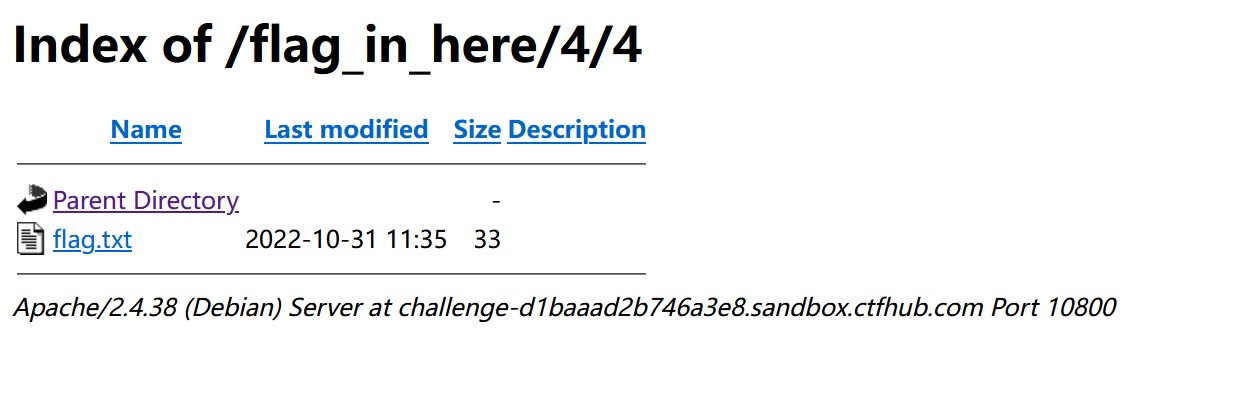 Index of /flag_in_here/4/4
Name Last modified Size Description
Parent Directory -
flag.txt 2022-10-31 11:35 33
Apache/2.4.38 (Debian) Server at challenge-d1baaad2b746a3e8.sandbox.ctfhub.com Port 10800